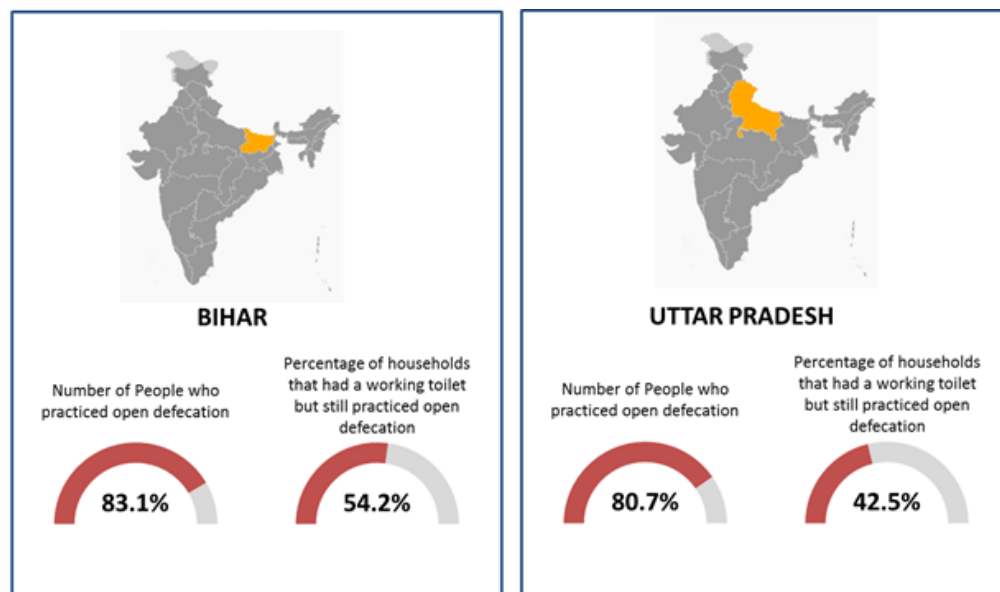 BIHAR
Number of People who
practiced open defecation
83.1%
Percentage of households
that had a working toilet
but still practiced open
defecation
54.2%
UTTAR PRADESH
Number of People who
practiced open defecation
80.7%
Percentage of households
that had a working toilet
but still practiced open
defecation
42.5%